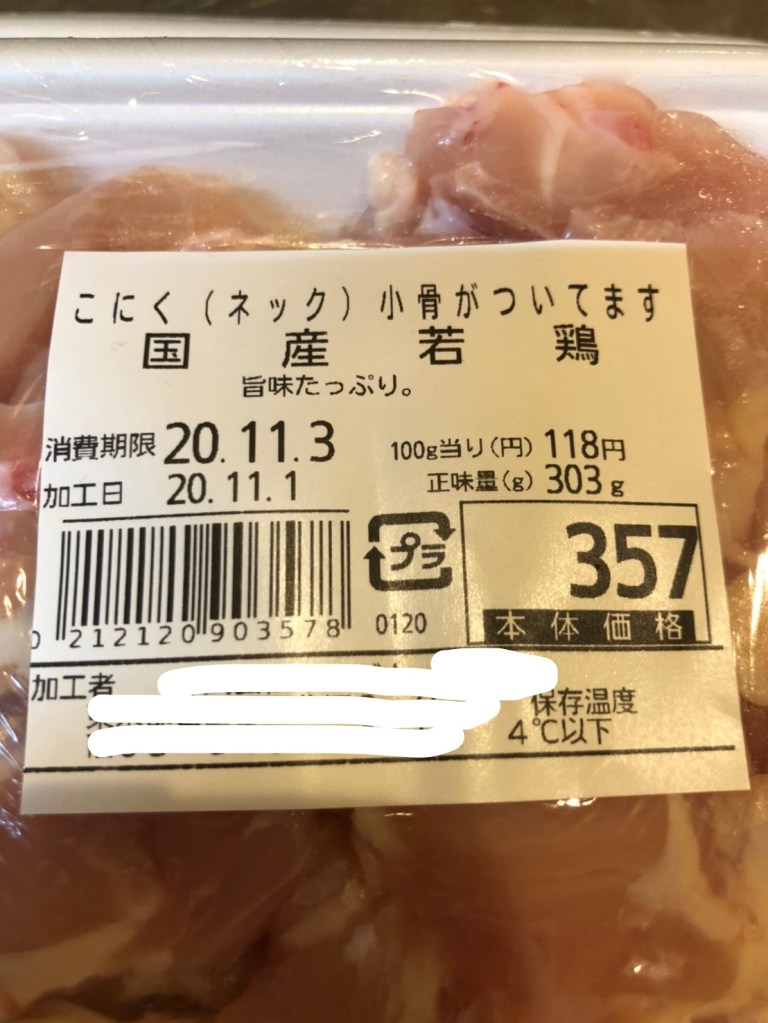 こにく(ネック)小骨がついてます
国産若鶏
旨味たっぷり。
消費期限 20.11.3
加工日 20.11.1
100g当り(円) 118円
正味量(g) 303g
プラ
357
本体価格
0 212120 903578 0120
加工者
保存温度
4℃以下